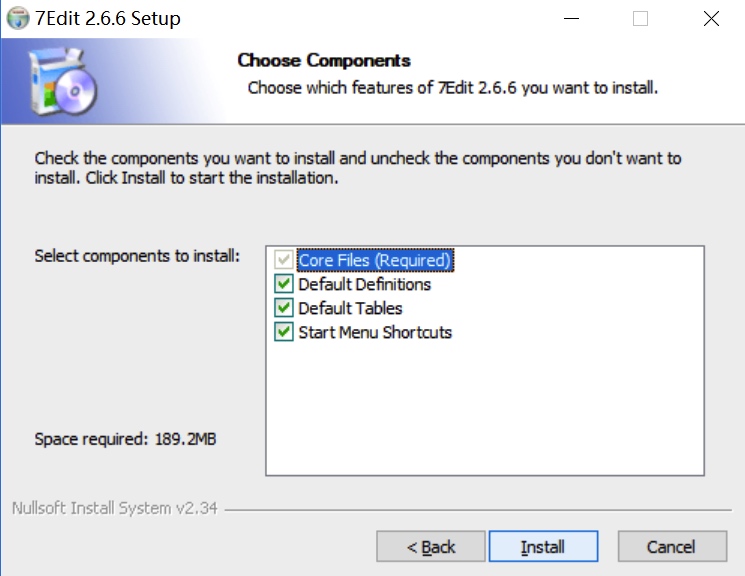 7Edit 2.6.6 Setup
Choose Components
Choose which features of 7Edit 2.6.6 you want to install.
Check the components you want to install and uncheck the components you don't want to
install. Click Install to start the installation.
Select components to install:
Core Files (Required)
Default Definitions
Default Tables
Start Menu Shortcuts
Space required: 189.2MB
Nullsoft Install System v2.34
< Back
Install
Cancel